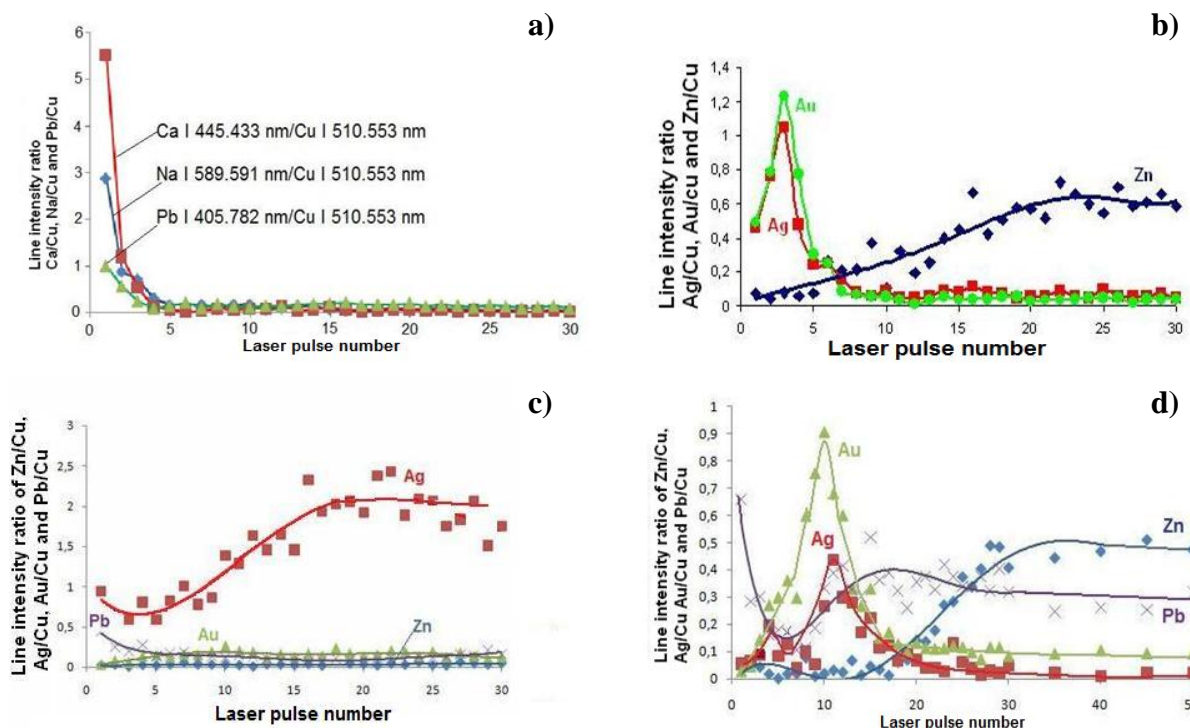 a)
Line intensity ratio
Ca/Cu, Na/Cu and Pb/Cu
6
5
4
3
2
1
0
Ca I 445.433 nm/Cu I 510.553 nm
Na I 589.591 nm/Cu I 510.553 nm
Pb I 405.782 nm/Cu I 510.553 nm
0 5 10 15 20 25 30
Laser pulse number
b)
Line intensity ratio
Ag/Cu, Au/cu and Zn/Cu
1,4
1,2
1
0,8
0,6
0,4
0,2
0
Au
Ag
Zn
0 5 10 15 20 25 30
Laser pulse number
c)
Line intensity ratio of Zn/Cu,
Ag/Cu, Au/Cu and Pb/Cu
3
2,5
2
1,5
1
0,5
0
Ag
Pb
Au
Zn
0 5 10 15 20 25 30
Laser pulse number
d)
Line intensity ratio of Zn/Cu,
Ag/Cu Au/Cu and Pb/Cu
1
0,9
0,8
0,7
0,6
0,5
0,4
0,3
0,2
0,1
0
Au
Ag
Zn
Pb
0 10 20 30 40 50
Laser pulse number